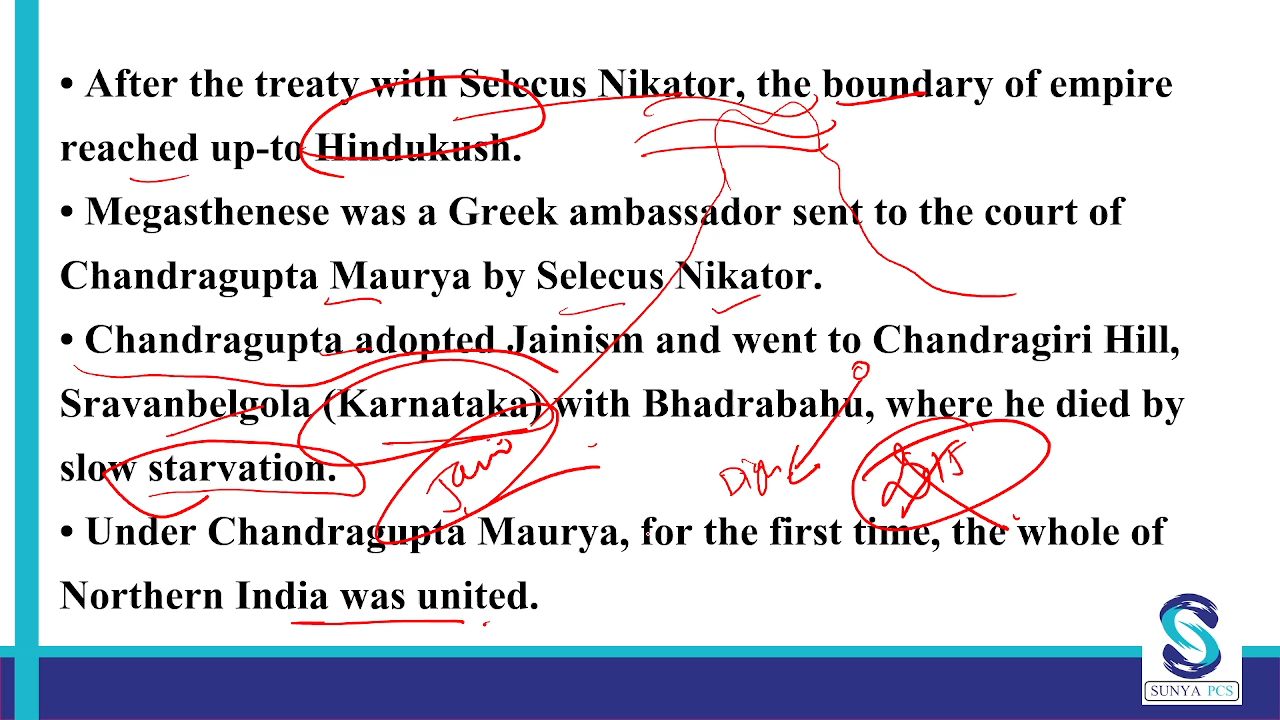 • After the treaty with Selecus Nikator, the boundary of empire
reached up-to Hindukush.
• Megasthenese was a Greek ambassador sent to the court of
Chandragupta Maurya by Selecus Nikator.
• Chandragupta adopted Jainism and went to Chandragiri Hill,
Sravanbelgola (Karnataka) with Bhadrabahu, where he died by
slow starvation.
• Under Chandragupta Maurya, for the first time, the whole of
Northern India was united.
SUNYA PCS